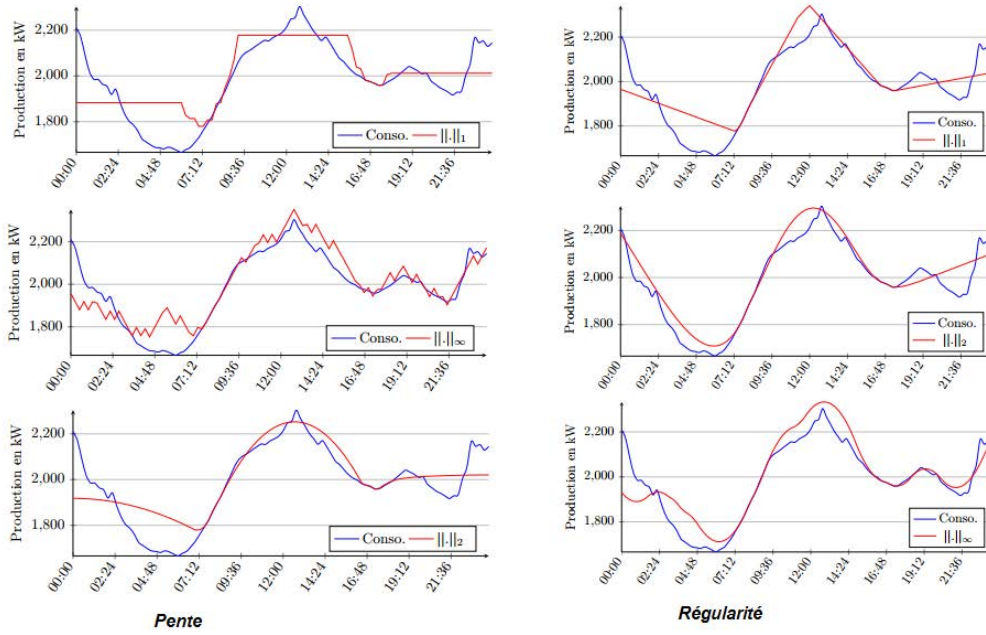 Production en kW
2,200
2,000
1,800
Conso. ||.||1
00:00 02:24 04:48 07:12 09:36 12:00 14:24 16:48 19:12 21:36
Production en kW
2,200
2,000
1,800
Conso. ||.||∞
00:00 02:24 04:48 07:12 09:36 12:00 14:24 16:48 19:12 21:36
Production en kW
2,200
2,000
1,800
Conso. ||.||2
00:00 02:24 04:48 07:12 09:36 12:00 14:24 16:48 19:12 21:36
Pente
Production en kW
2,200
2,000
1,800
Conso.
||.||1
00:00 02:24 04:48 07:12 09:36 12:00 14:24 16:48 19:12 21:36
Production en kW
2,200
2,000
1,800
Conso.
||.||2
00:00 02:24 04:48 07:12 09:36 12:00 14:24 16:48 19:12 21:36
Production en kW
2,200
2,000
1,800
Conso.
||.||∞
00:00 02:24 04:48 07:12 09:36 12:00 14:24 16:48 19:12 21:36
Régularité